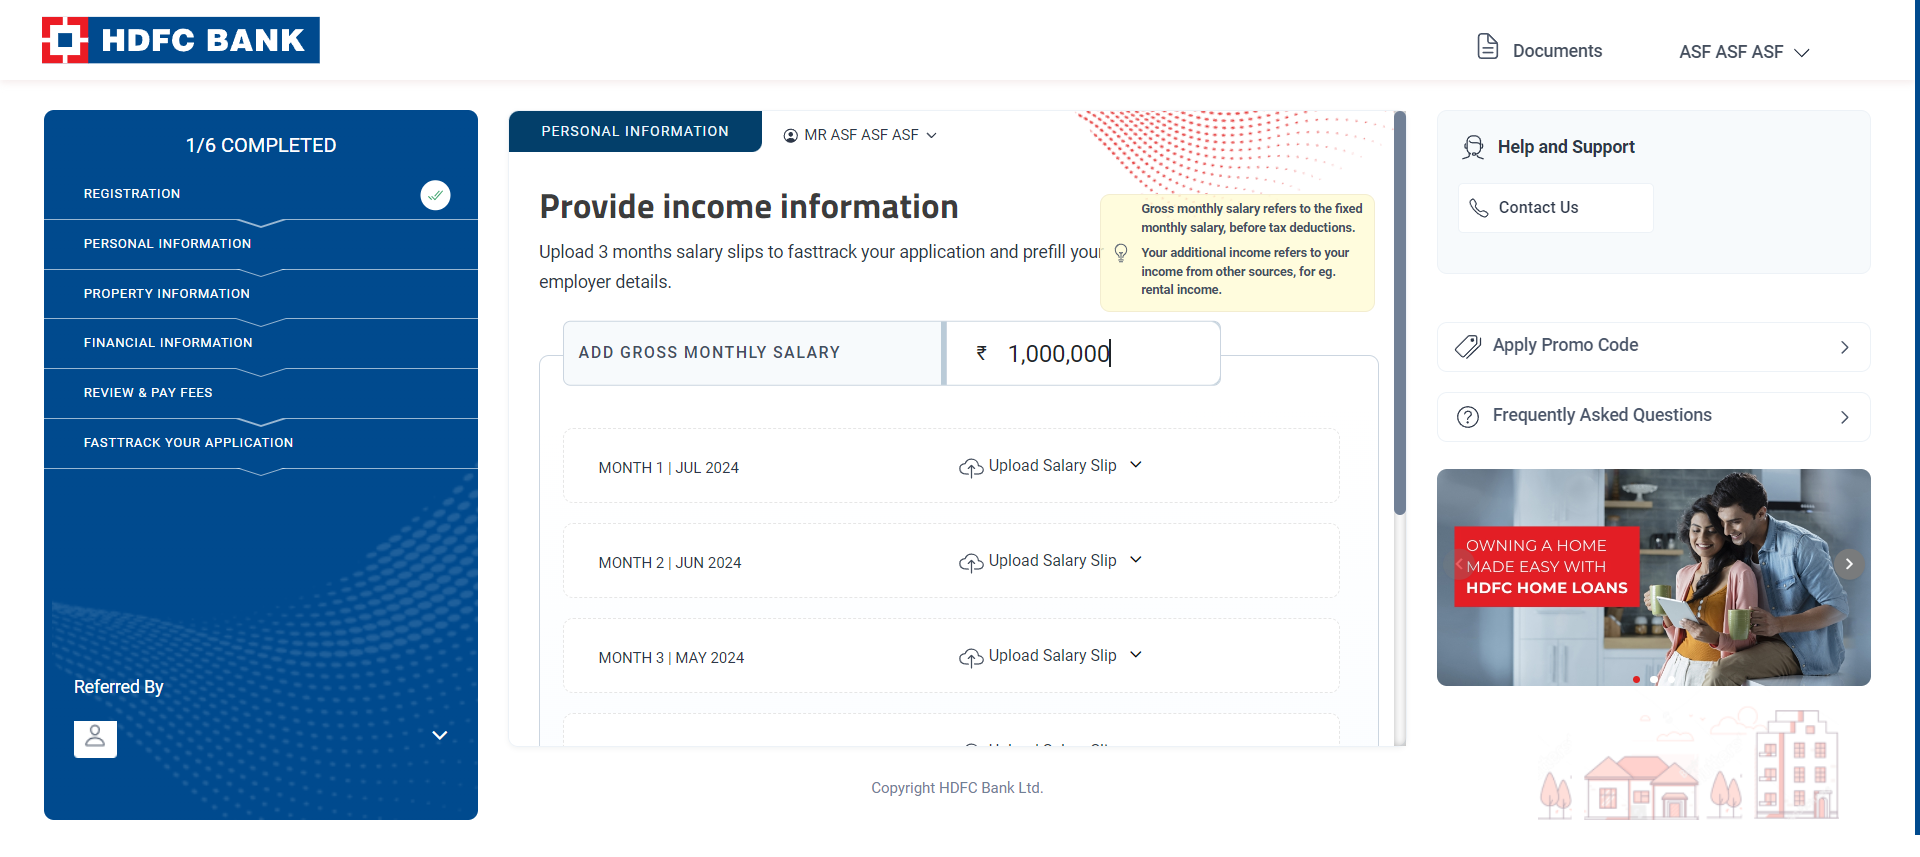 HDFC BANK
Documents
ASF ASF ASF
1/6 COMPLETED
REGISTRATION
PERSONAL INFORMATION
PROPERTY INFORMATION
FINANCIAL INFORMATION
REVIEW & PAY FEES
FASTTRACK YOUR APPLICATION
Referred By
PERSONAL INFORMATION
MR ASF ASF ASF
Provide income information
Upload 3 months salary slips to fasttrack your application and prefill your
employer details.
Gross monthly salary refers to the fixed
monthly salary, before tax deductions.
Your additional income refers to your
income from other sources, for eg.
rental income.
ADD GROSS MONTHLY SALARY
₹ 1,000,000
MONTH 1 | JUL 2024
Upload Salary Slip
MONTH 2 | JUN 2024
Upload Salary Slip
MONTH 3 | MAY 2024
Upload Salary Slip
Upload Salary Slip
Copyright HDFC Bank Ltd.
Help and Support
Contact Us
Apply Promo Code
Frequently Asked Questions
OWNING A HOME
MADE EASY WITH
HDFC HOME LOANS